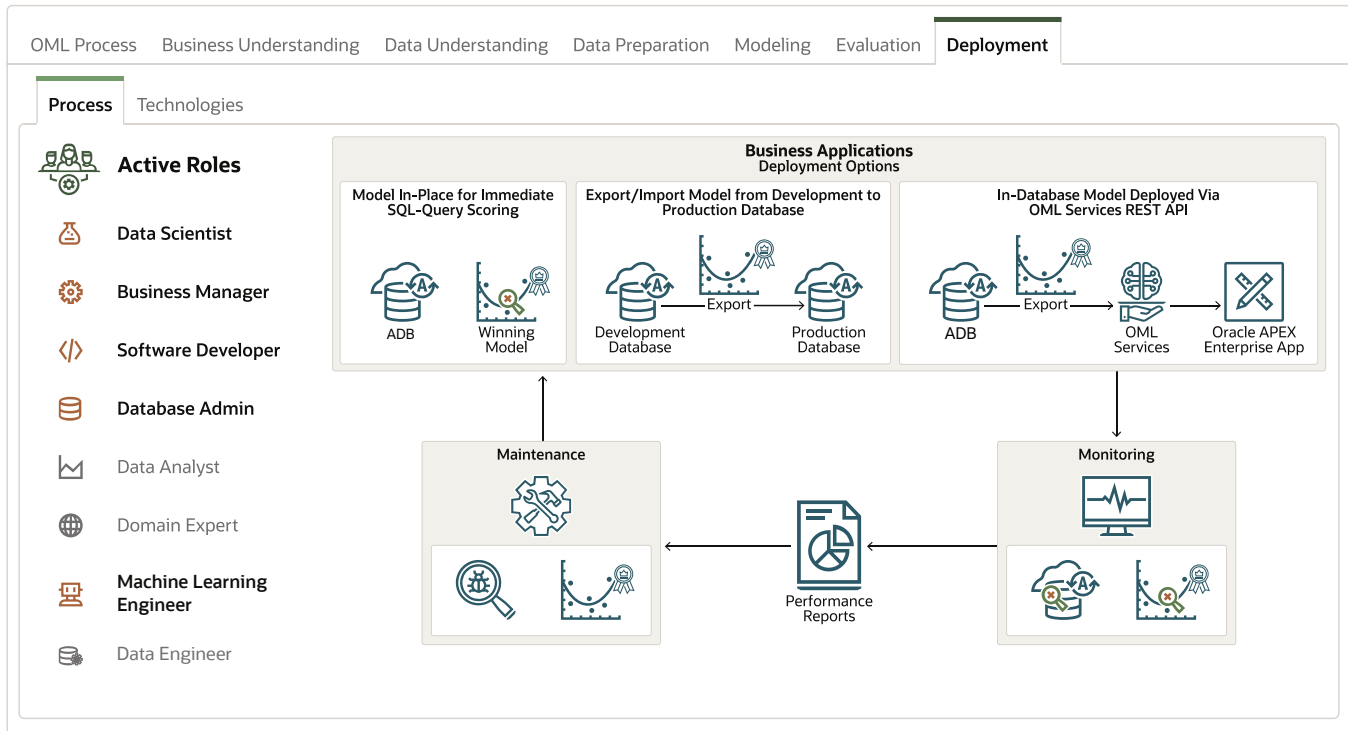 OML Process
Business Understanding
Data Understanding
Data Preparation
Modeling
Evaluation
Deployment
Process
Technologies
Active Roles
Data Scientist
Business Manager
Software Developer
Database Admin
Data Analyst
Domain Expert
Machine Learning
Engineer
Data Engineer
Business Applications
Deployment Options
Model In-Place for Immediate
SQL-Query Scoring
A
ADB
Winning
Model
Export/Import Model from Development to
Production Database
A
Export
A
Development
Database
Production
Database
In-Database Model Deployed Via
OML Services REST API
A
Export
ADB
OML
Services
Oracle APEX
Enterprise App
Maintenance
Performance
Reports
Monitoring
A